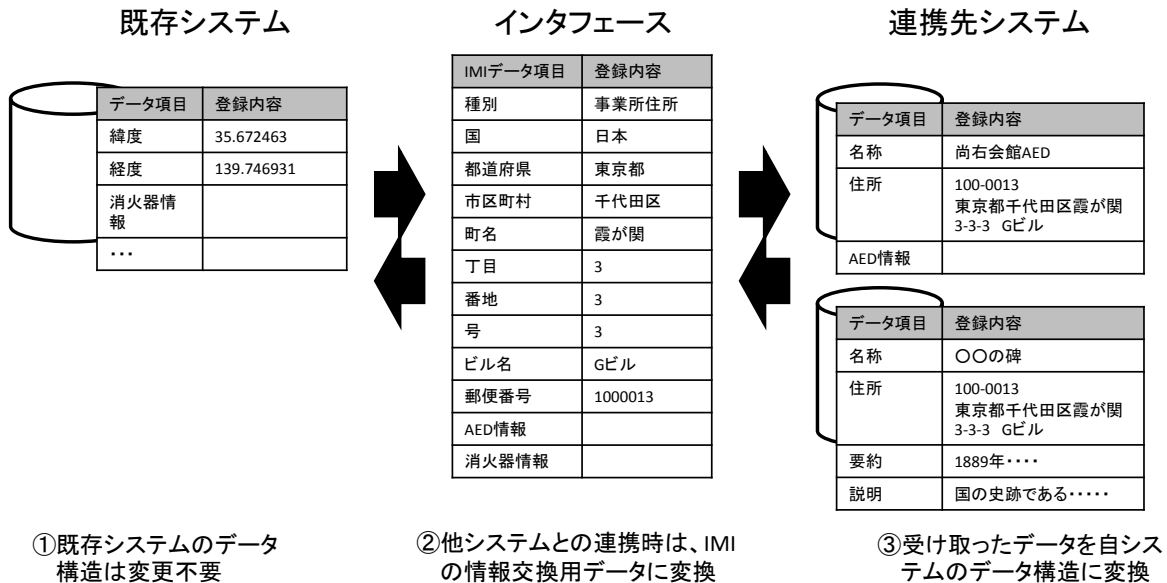 既存システム
データ項目 登録内容
緯度 35.672463
経度 139.746931
消火器情
報
・・・
①既存システムのデータ
構造は変更不要
インタフェース
IMIデータ項目 登録内容
種別 事業所住所
国 日本
都道府県 東京都
市区町村 千代田区
町名 霞が関
丁目 3
番地 3
号 3
ビル名 Gビル
郵便番号 1000013
AED情報
消火器情報
②他システムとの連携時は、IMI
の情報交換用データに変換
連携先システム
データ項目 登録内容
名称 尚右会館AED
住所 100-0013
東京都千代田区霞が関
3-3-3 Gビル
AED情報
データ項目 登録内容
名称 〇〇の碑
住所 100-0013
東京都千代田区霞が関
3-3-3 Gビル
要約 1889年・・・・
説明 国の史跡である・・・・・
③受け取ったデータを自シス
テムのデータ構造に変換